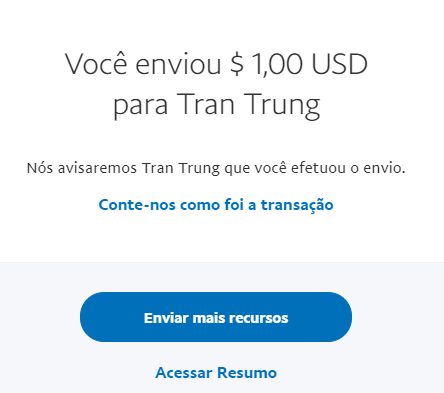 Você enviou $ 1,00 USD
para Tran Trung
Nós avisaremos Tran Trung que você efetuou o envio.
Conte-nos como foi a transação
Enviar mais recursos
Acessar Resumo